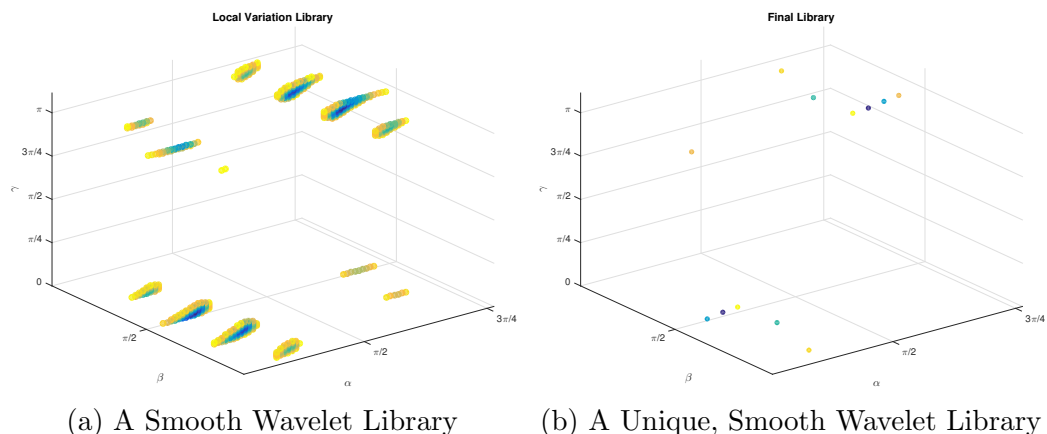 Local Variation Library
π
3π/4
π/2
π/4
0
γ
π/2
β
α
π/2
3π/4
(a) A Smooth Wavelet Library
Final Library
π
3π/4
π/2
π/4
0
γ
π/2
β
α
π/2
3π/4
(b) A Unique, Smooth Wavelet Library